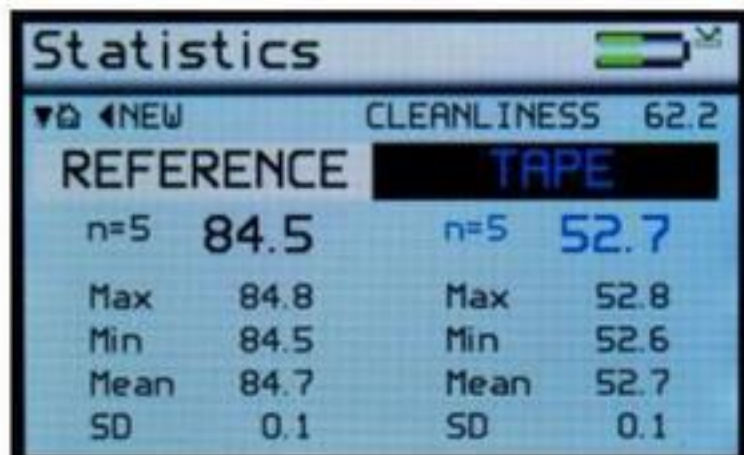 Statistics
NEW CLEANLINESS 62.2
REFERENCE TAPE
n=5 84.5 n=5 52.7
Max 84.8 Max 52.8
Min 84.5 Min 52.6
Mean 84.7 Mean 52.7
SD 0.1 SD 0.1